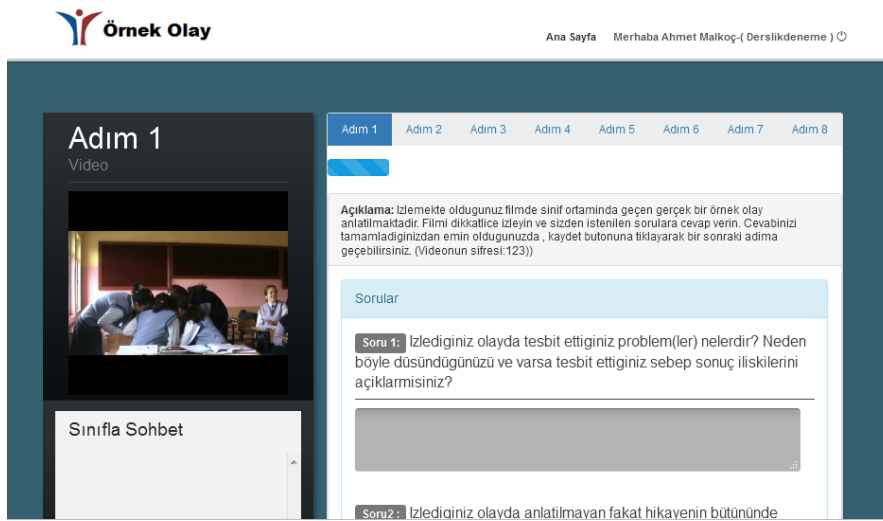 Örnek Olay
Ana Sayfa Merhaba Ahmet Malkoç-( Derslikdeneme )
Adım 1
Video
Adım 1 Adım 2 Adım 3 Adım 4 Adım 5 Adım 6 Adım 7 Adım 8
Açıklama: Izlemekte oldugunuz filmde sinif ortaminda geçen gerçek bir örnek olay
anlatilmaktadir. Filmi dikkatlice izleyin ve sizden istenilen sorulara cevap verin. Cevabinizi
tamamladiginizdan emin oldugunuzda , kaydet butonuna tiklayarak bir sonraki adima
geçebilirsiniz. (Videonun sifresi:123))
Sorular
Soru 1: Izlediginiz olayda tesbit ettiginiz problem(ler) nelerdir? Neden
böyle düsündügünüzü ve varsa tesbit ettiginiz sebep sonuç iliskilerini
açiklarmisiniz?
Sınıfla Sohbet
Soru2 : Izlediginiz olayda anlatilmayan fakat hikayenin bütününde